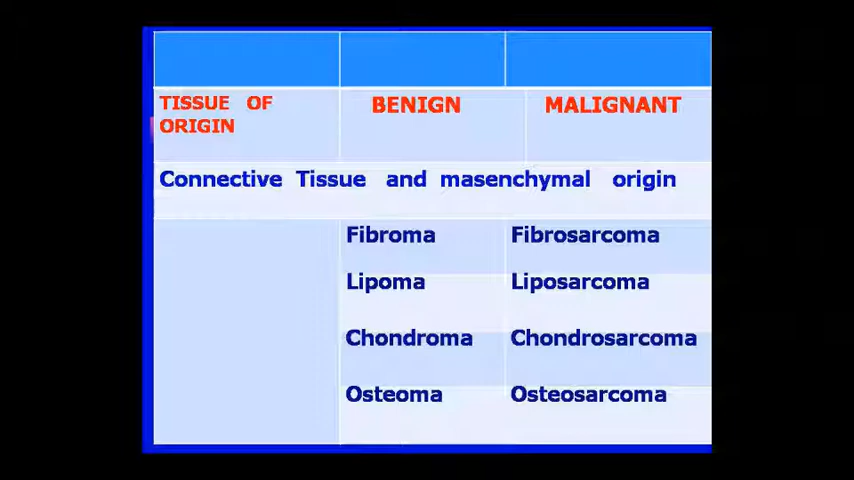 TISSUE OF
ORIGIN
BENIGN
MALIGNANT
Connective Tissue and masenchymal origin
Fibroma
Fibrosarcoma
Lipoma
Liposarcoma
Chondroma
Chondrosarcoma
Osteoma
Osteosarcoma